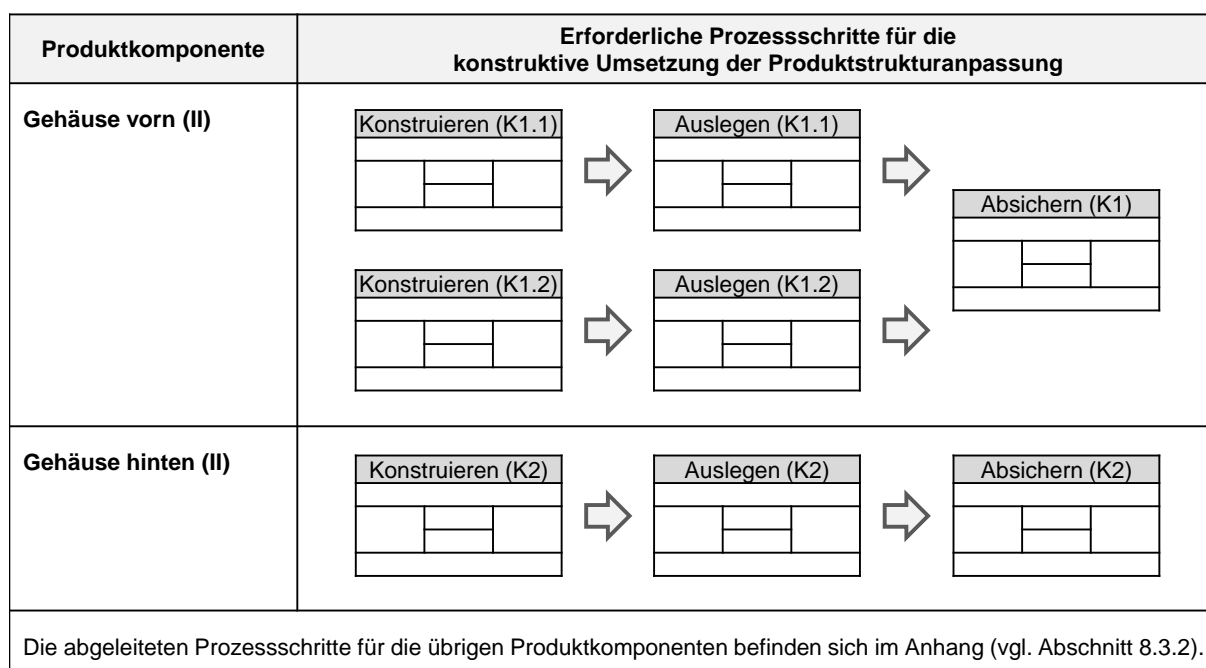 Produktkomponente
Erforderliche Prozessschritte für die
konstruktive Umsetzung der Produktstrukturanpassung
Gehäuse vorn (II)
Konstruieren (K1.1)
Auslegen (K1.1)
Absichern (K1)
Konstruieren (K1.2)
Auslegen (K1.2)
Gehäuse hinten (II)
Konstruieren (K2)
Auslegen (K2)
Absichern (K2)
Die abgeleiteten Prozessschritte für die übrigen Produktkomponenten befinden sich im Anhang (vgl. Abschnitt 8.3.2).